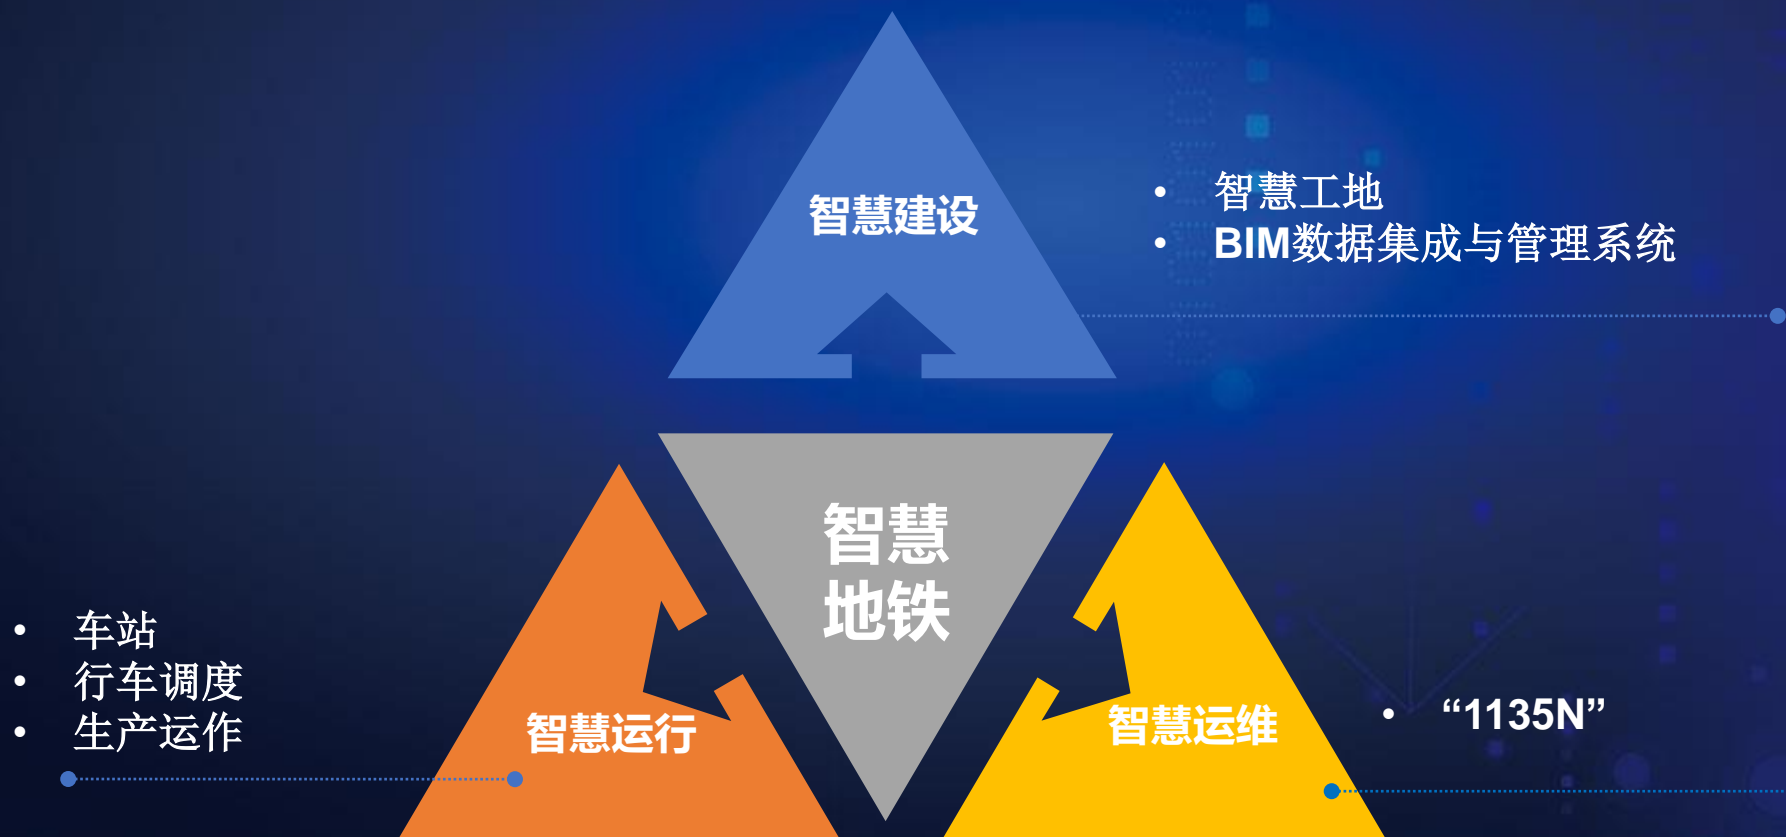 智慧建设
• 智慧工地
• BIM数据集成与管理系统
智慧
地铁
• 车站
• 行车调度
• 生产运作
智慧运行
智慧运维
• “1135N”